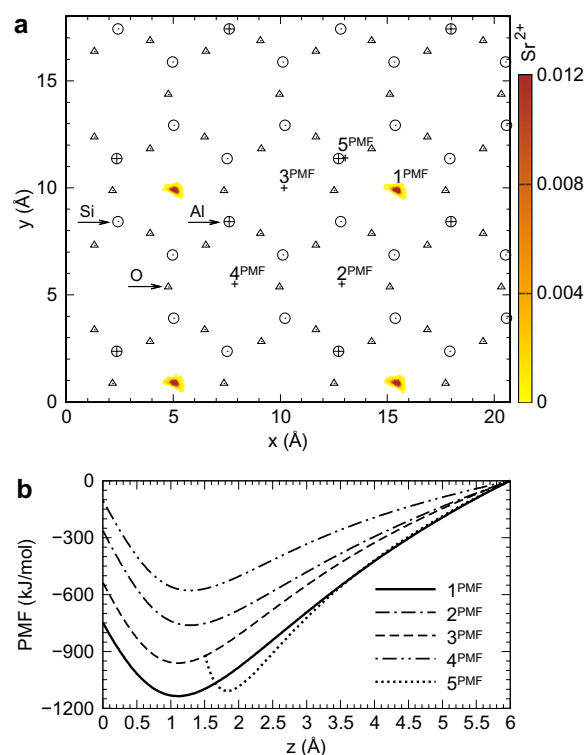 a
15
10
5
0
y (Å)
0 5 10 15 20
x (Å)
Si
Al
O
5PMF
3PMF
1PMF
4PMF
2PMF
Sr2+
0.012
0.008
0.004
0
b
0
−300
−600
−900
−1200
PMF (kJ/mol)
0 0.5 1 1.5 2 2.5 3 3.5 4 4.5 5 5.5 6
z (Å)
1PMF
2PMF
3PMF
4PMF
5PMF